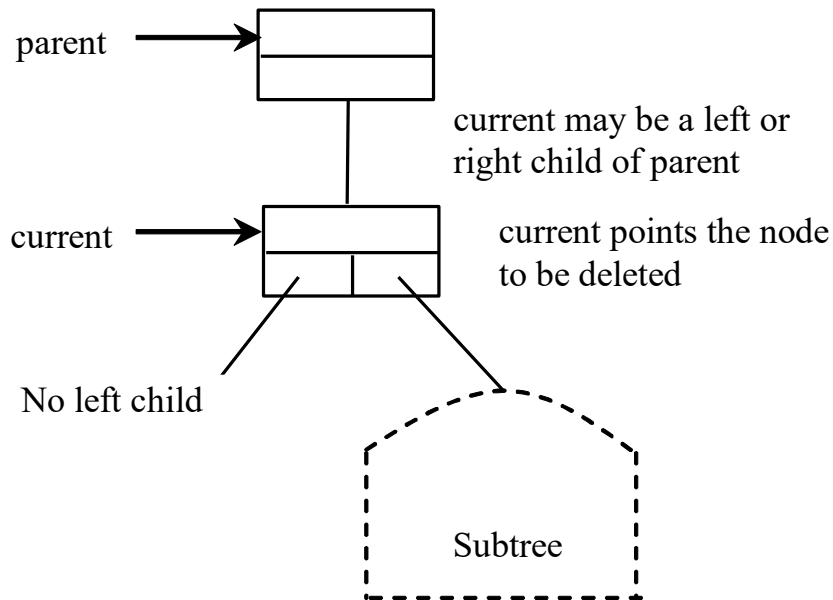 parent
current may be a left or
right child of parent
current
current points the node
to be deleted
No left child
Subtree